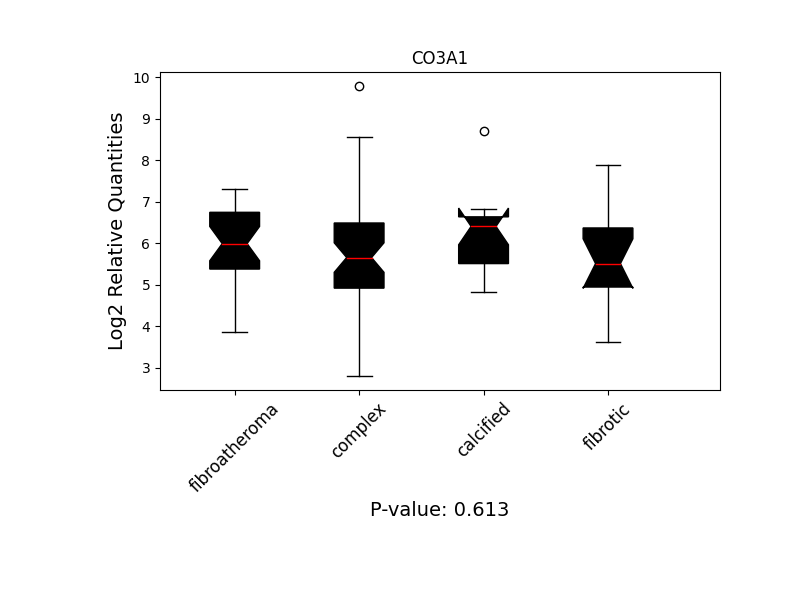 CO3A1
Log2 Relative Quantities
10
9
8
7
6
5
4
3
fibroatheroma
complex
calcified
fibrotic
P-value: 0.613